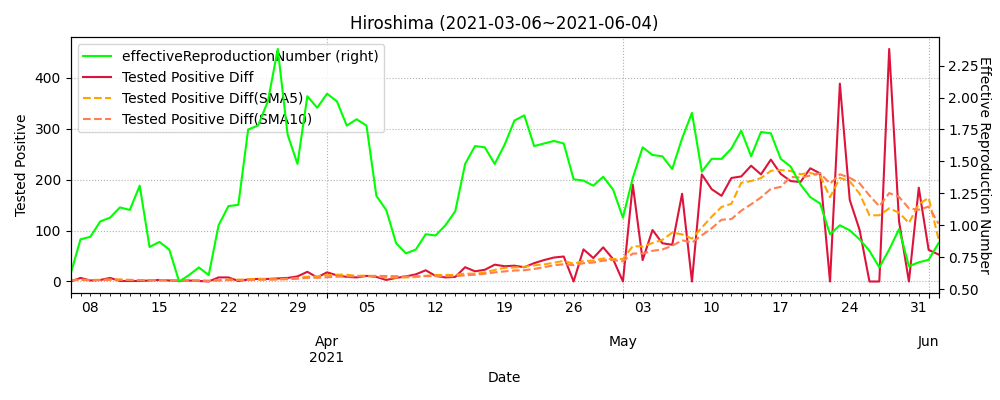 Hiroshima (2021-03-06~2021-06-04)
effectiveReproductionNumber (right)
Tested Positive Diff
Tested Positive Diff(SMA5)
Tested Positive Diff(SMA10)
Tested Positive
400
300
200
100
0
2.25
2.00
1.75
1.50
1.25
1.00
0.75
0.50
Effective Reproduction Number
08 15 22 29 05 12 19 26 03 10 17 24 31
Apr May Jun
2021
Date